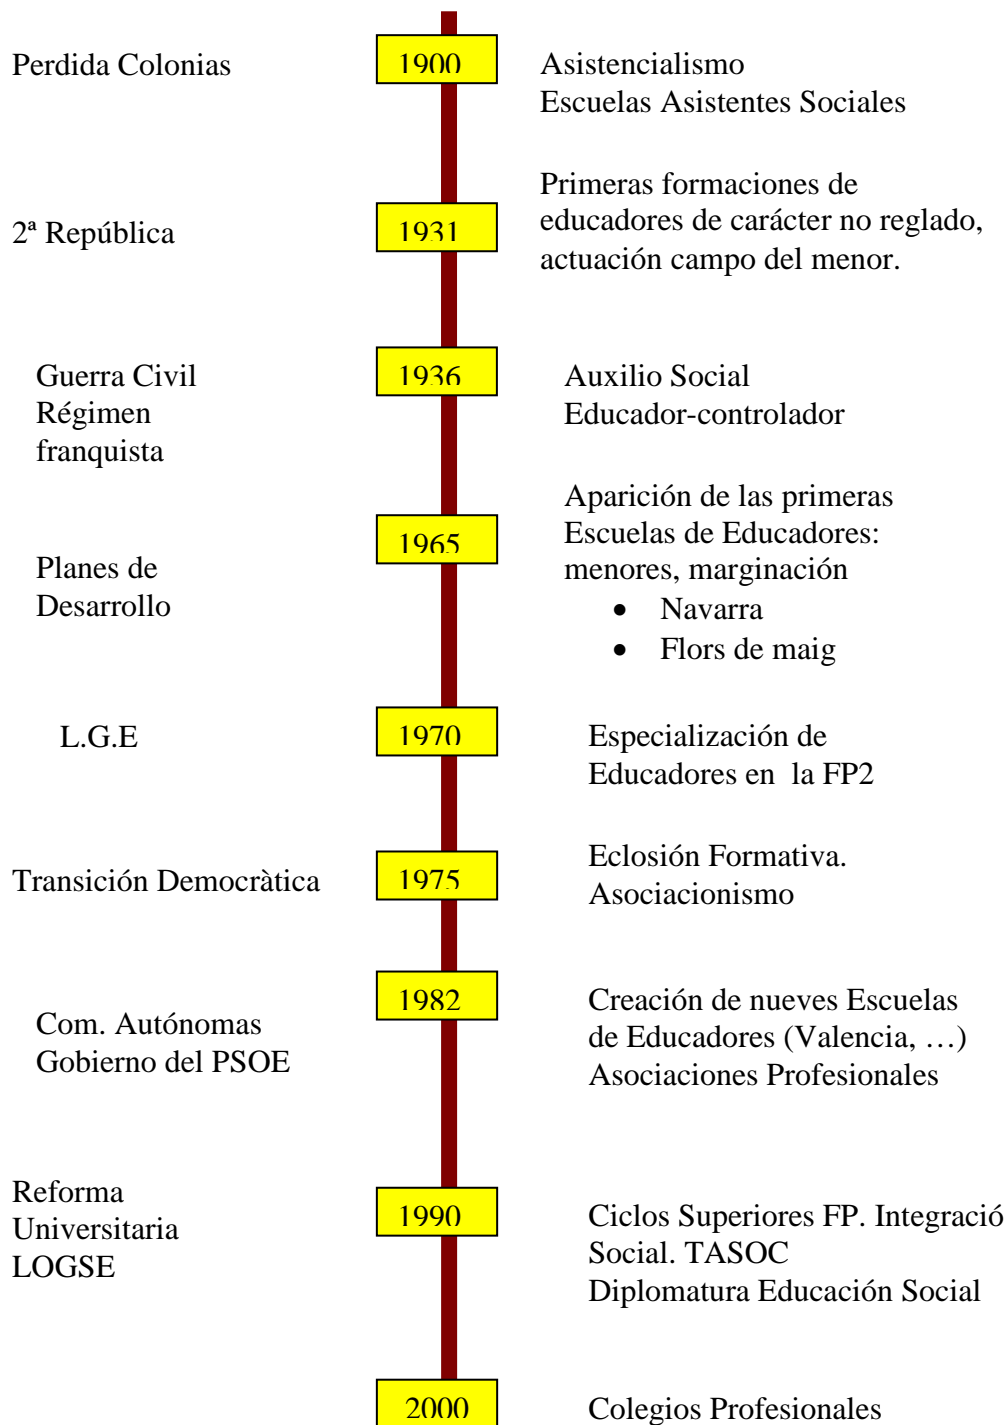 Perdida Colonias
1900
Asistencialismo
Escuelas Asistentes Sociales
2ª República
1931
Primeras formaciones de
educadores de carácter no reglado,
actuación campo del menor.
Guerra Civil
Régimen
franquista
1936
Auxilio Social
Educador-controlador
Planes de
Desarrollo
1965
Aparición de las primeras
Escuelas de Educadores:
menores, marginación
• Navarra
• Flors de maig
L.G.E
1970
Especialización de
Educadores en la FP2
Transición Democràtica
1975
Eclosión Formativa.
Asociacionismo
Com. Autónomas
Gobierno del PSOE
1982
Creación de nueves Escuelas
de Educadores (Valencia, …)
Asociaciones Profesionales
Reforma
Universitaria
LOGSE
1990
Ciclos Superiores FP. Integració
Social. TASOC
Diplomatura Educación Social
2000
Colegios Profesionales